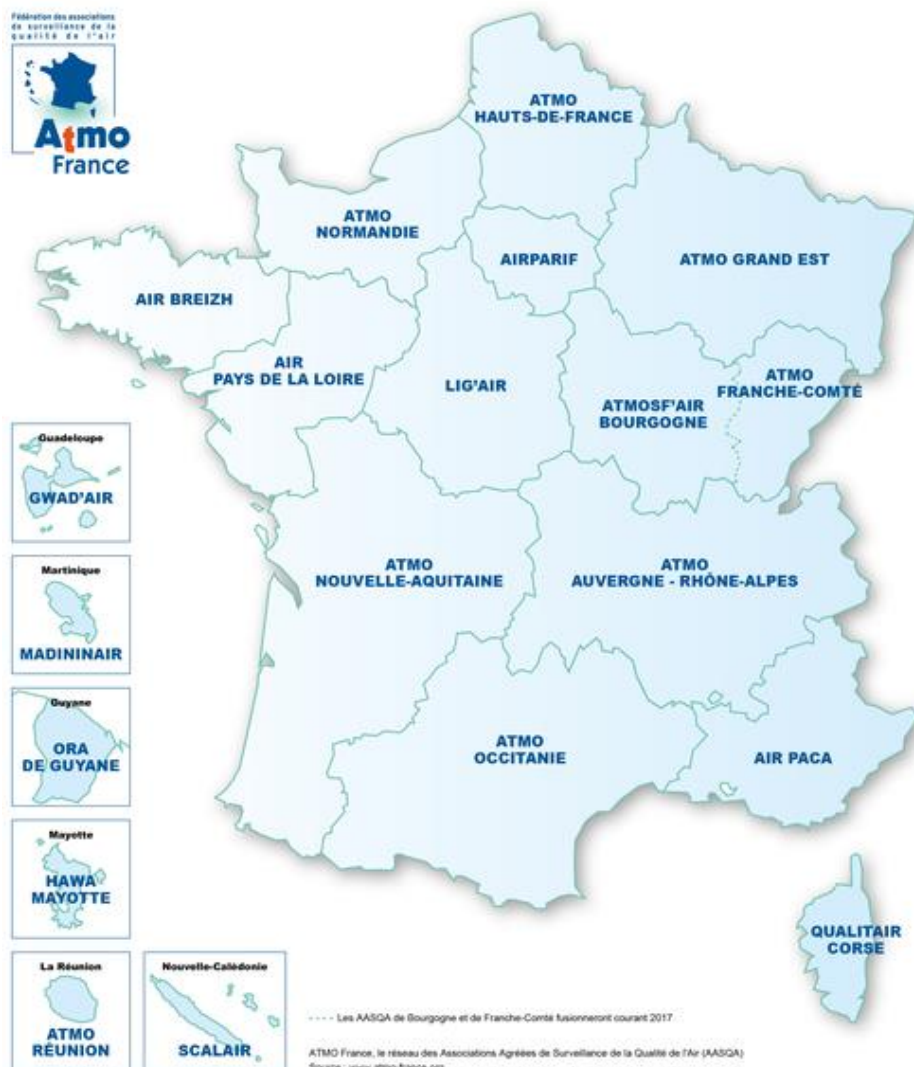 Fédération des associations
de surveillance de la
qualité de l'air
Atmo
France
ATMO
HAUTS-DE-FRANCE
ATMO
NORMANDIE
AIRPARIF
ATMO GRAND EST
AIR BREIZH
AIR
PAYS DE LA LOIRE
LIG'AIR
ATMOSF'AIR
BOURGOGNE
ATMO
FRANCHE-COMTÉ
Guadeloupe
GWAD'AIR
ATMO
NOUVELLE-AQUITAINE
ATMO
AUVERGNE - RHÔNE-ALPES
Martinique
MADININAIR
Guyane
ORA
DE GUYANE
ATMO
OCCITANIE
AIR PACA
Mayotte
HAWA
MAYOTTE
QUALITAIR
CORSE
La Réunion
ATMO
RÉUNION
Nouvelle-Calédonie
SCALAIR
Les AASQA de Bourgogne et de Franche-Comté fusionneront courant 2017
ATMO France, le réseau des Associations Agréées de Surveillance de la Qualité de l'Air (AASQA)